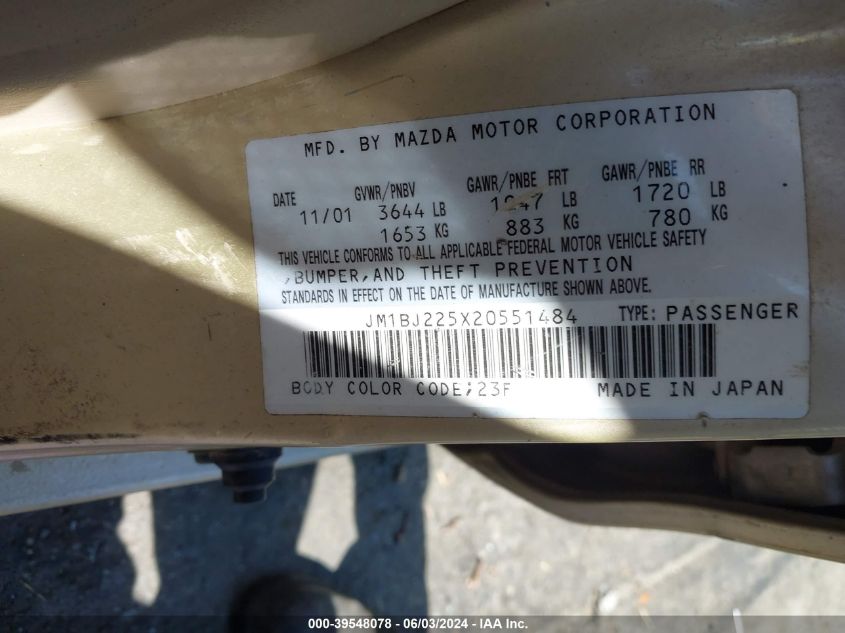 MFD. BY MAZDA MOTOR CORPORATION
DATE GVWR/PNBV GAWR/PNBE FRT GAWR/PNBE RR
11/01 3644 LB LB 1720 LB
1653 KG 883 KG 780 KG
THIS VEHICLE CONFORMS TO ALL APPLICABLE FEDERAL MOTOR VEHICLE SAFETY
,BUMPER,AND THEFT PREVENTION
STANDARDS IN EFFECT ON THE DATE OF MANUFACTURE SHOWN ABOVE.
JM1BJ225X20551484 TYPE: PASSENGER
BODY COLOR CODE:23F MADE IN JAPAN
000-39548078 - 06/03/2024 - IAA Inc.